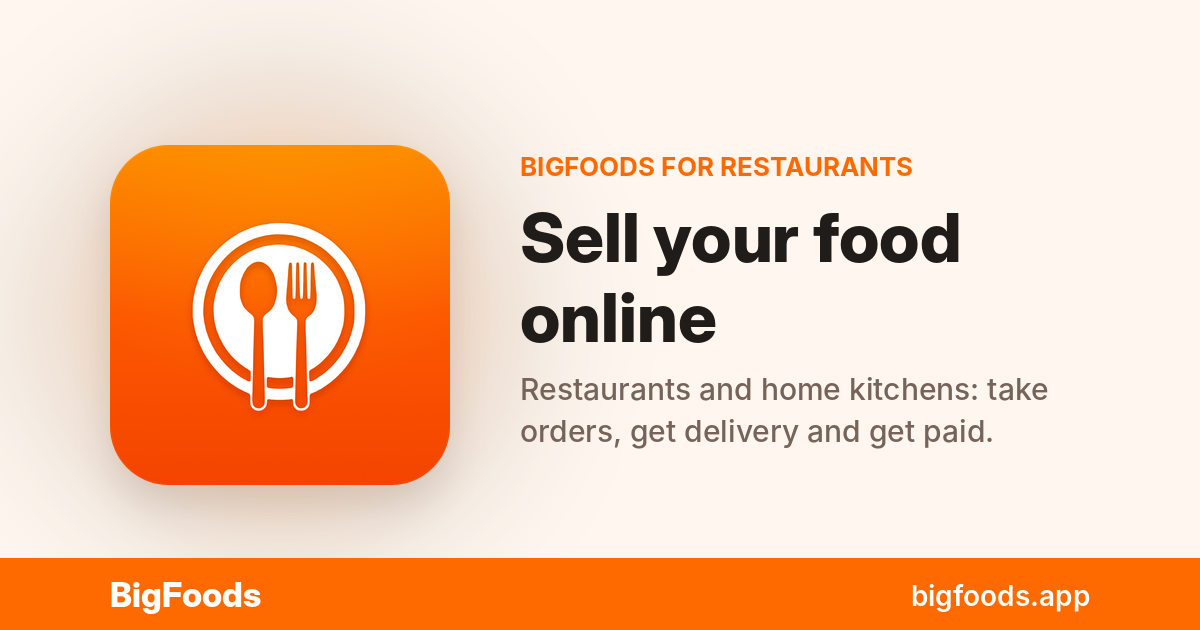 BIGFOODS FOR RESTAURANTS
Sell your food
online
Restaurants and home kitchens: take
orders, get delivery and get paid.
BigFoods
bigfoods.app